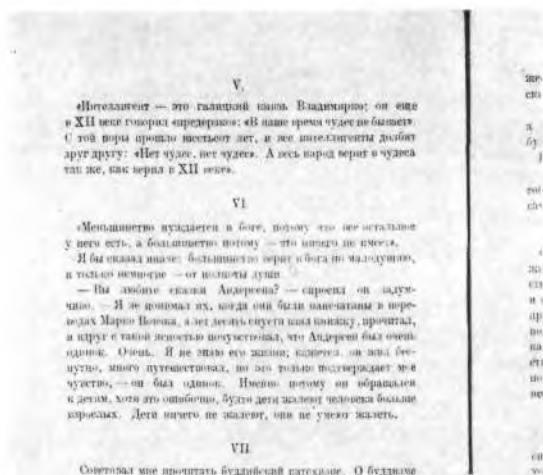 V.
«Интеллигент — это галицкий князь Владимирко; он еще
в XII веке говорил «предерзко»: «В наше время чудес не бывает».
С той поры прошло шестьсот лет, и все интеллигенты долбят
друг другу: «Нет чудес, нет чудес». А весь народ верит в чудеса
так же, как верил в XII веке».
VI.
«Меньшинство нуждается в боге, потому что все остальное
у него есть, а большинство потому — что ничего не имеет».
Я бы сказал иначе: большинство верит в бога по малодушию,
и только немногие — от полноты души.
— Вы любите сказки Андерсена? — спросил он задум-
чиво. — Я не понимал их, когда они были напечатаны в пере-
водах Марко Вовчка, а лет десять спустя взял книжку, прочитал,
и вдруг с такой ясностью почувствовал, что Андерсен был очень
одинок. Очень. Я не знаю его жизни; кажется, он жил бес-
путно, много путешествовал, но это только подтверждает мое
чувство, — он был одинок. Именно потому он обращался
к детям, хотя это ошибочно, будто дети жалеют человека больше
взрослых. Дети ничего не жалеют, они не умеют жалеть.
VII.
Советовал мне прочитать буддийский катехизис. О буддизме